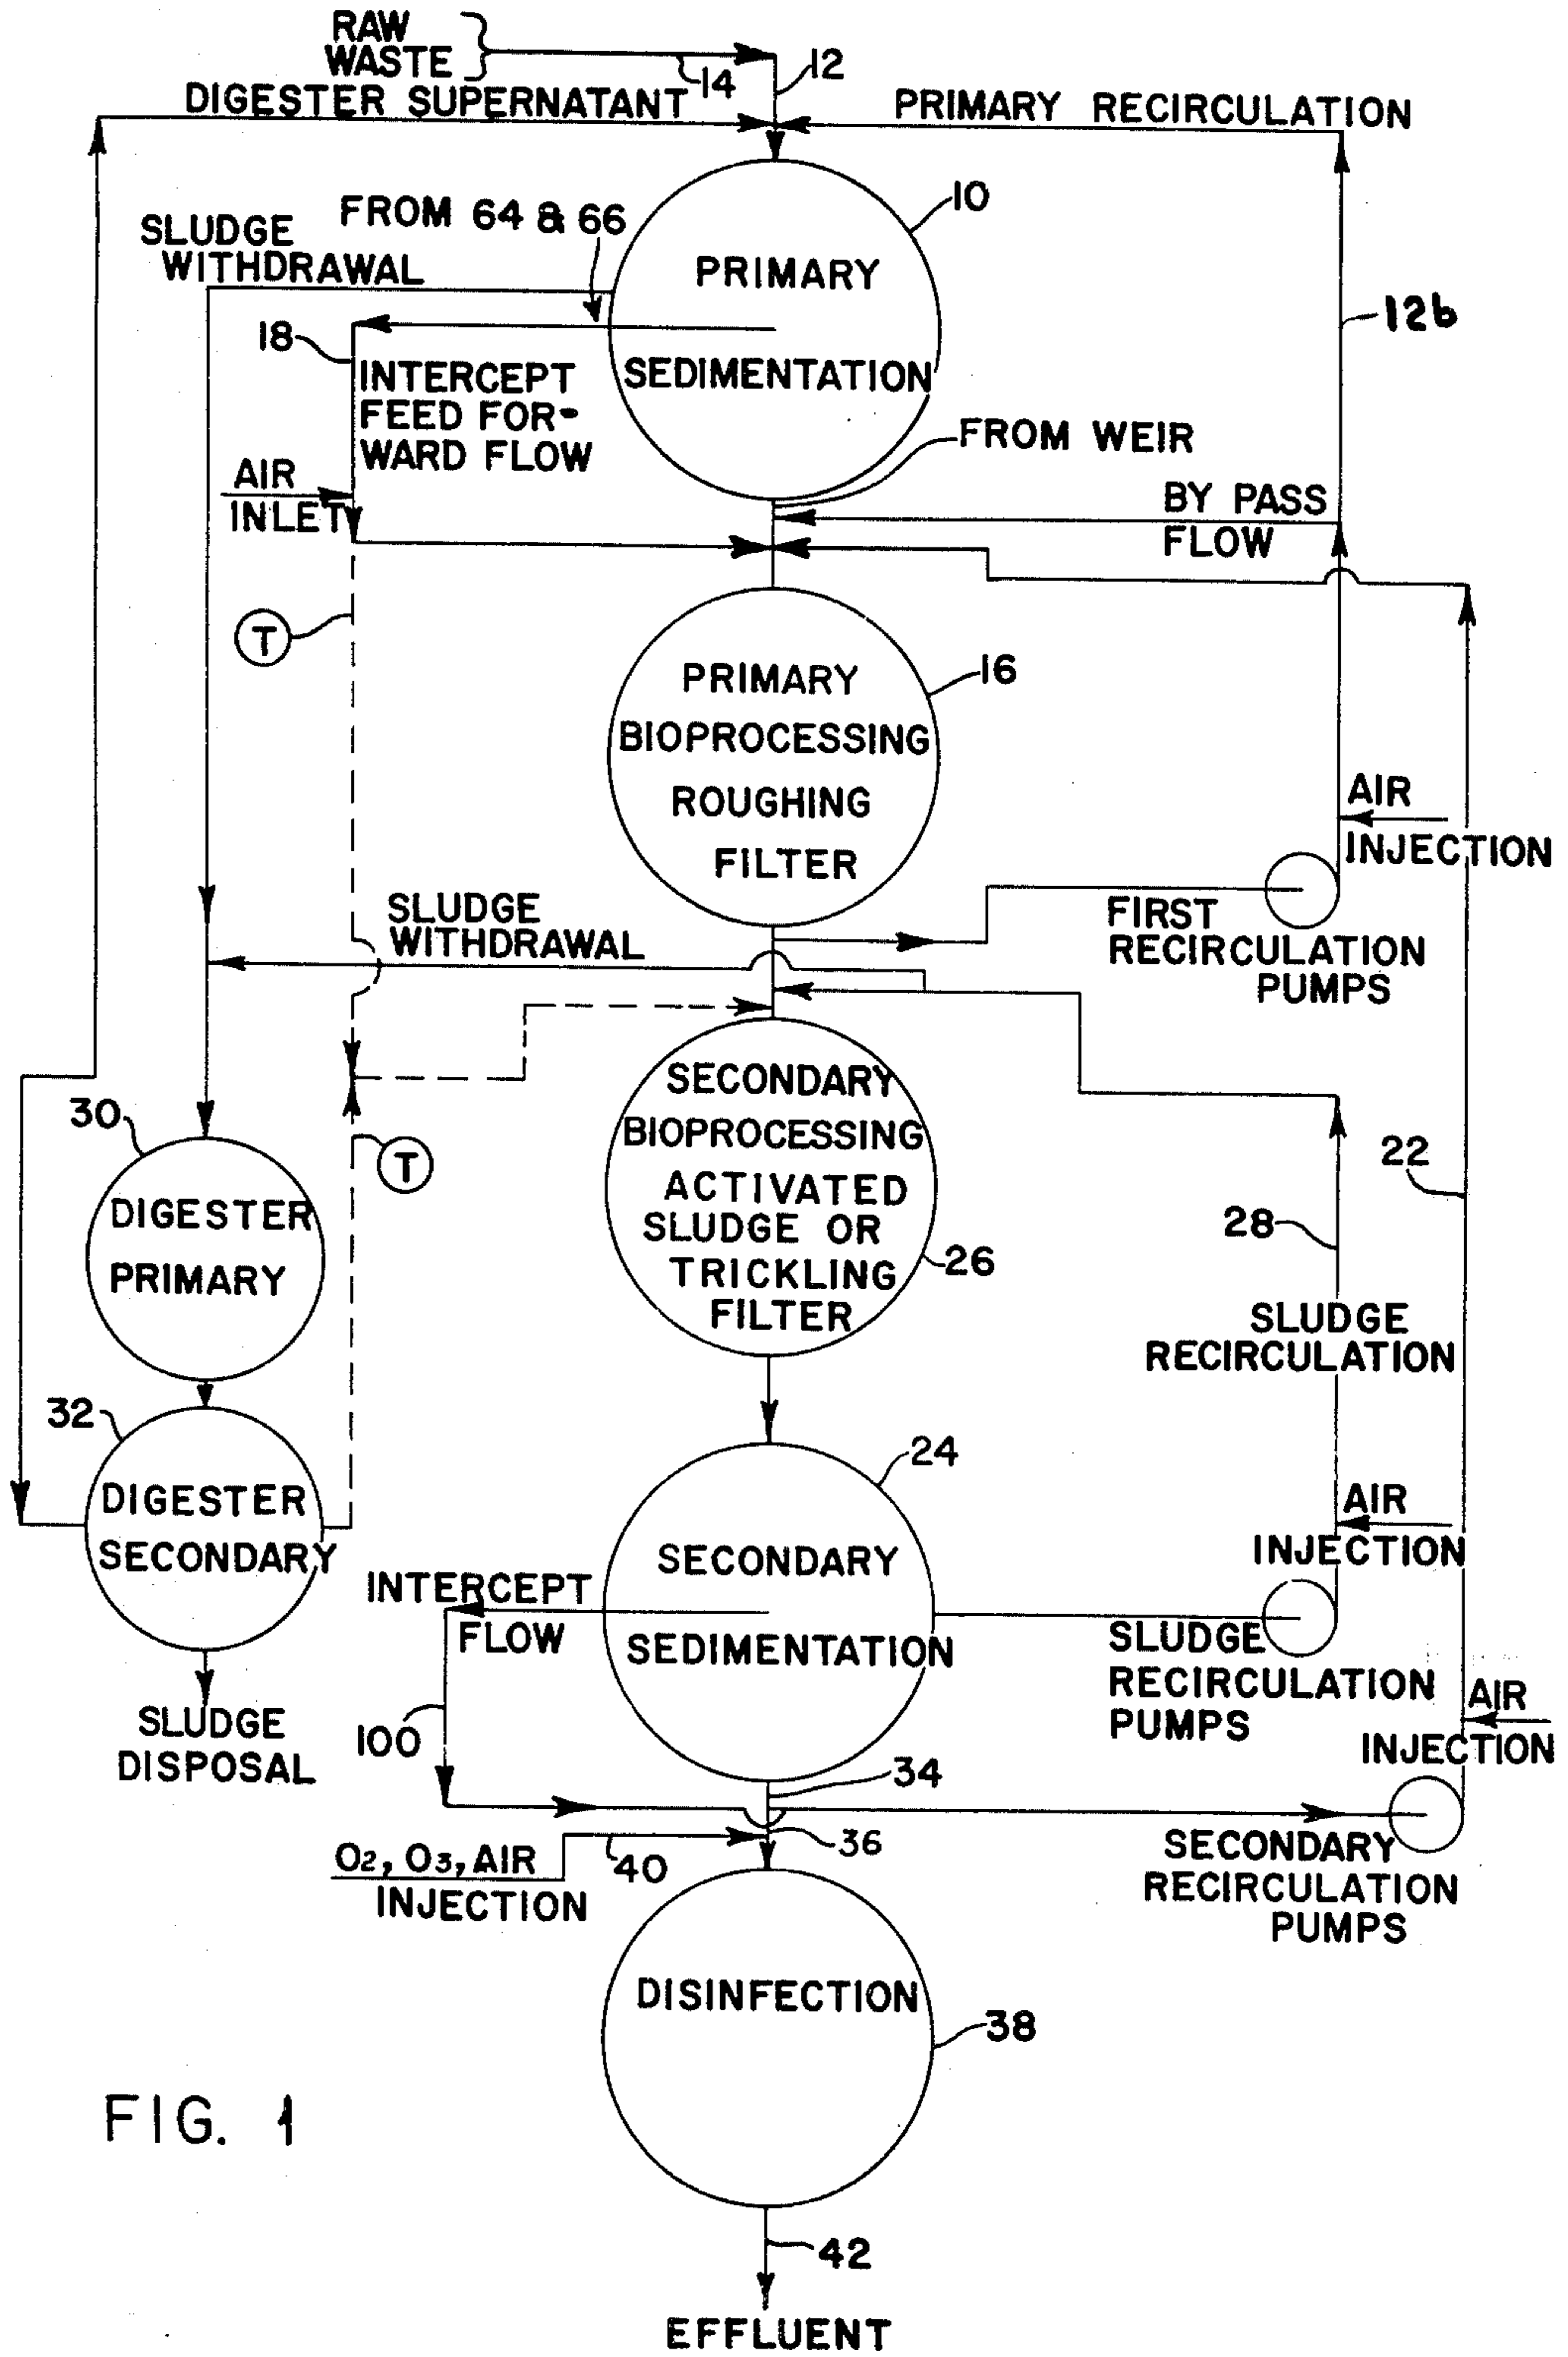 RAW
WASTE
14
12
DIGESTER SUPERNATANT
PRIMARY RECIRCULATION
10
FROM 64 & 66
SLUDGE
WITHDRAWAL
PRIMARY
SEDIMENTATION
12b
18
INTERCEPT
FEED FOR-
WARD FLOW
FROM WEIR
AIR
INLET
BY PASS
FLOW
T
16
PRIMARY
BIOPROCESSING
ROUGHING
FILTER
AIR
INJECTION
FIRST
RECIRCULATION
PUMPS
SLUDGE
WITHDRAWAL
30
DIGESTER
PRIMARY
T
SECONDARY
BIOPROCESSING
ACTIVATED
SLUDGE OR
TRICKLING
FILTER
26
22
28
SLUDGE
RECIRCULATION
32
DIGESTER
SECONDARY
24
SECONDARY
SEDIMENTATION
AIR
INJECTION
INTERCEPT
FLOW
SLUDGE
RECIRCULATION
PUMPS
AIR
INJECTION
SLUDGE
DISPOSAL
100
34
36
O2, O3, AIR
INJECTION
40
SECONDARY
RECIRCULATION
PUMPS
DISINFECTION
38
FIG. 1
42
EFFLUENT